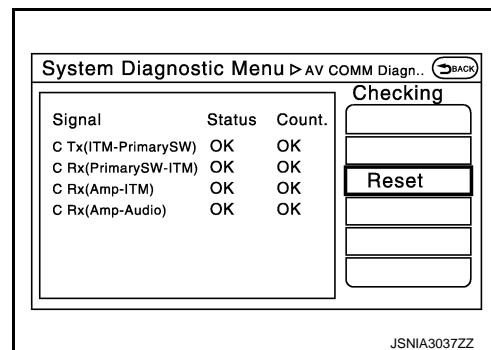 System Diagnostic Menu ▷ AV COMM Diagn.. BACK
Checking
Signal Status Count.
C Tx(ITM-PrimarySW) OK OK
C Rx(PrimarySW-ITM) OK OK
C Rx(Amp-ITM) OK OK
C Rx(Amp-Audio) OK OK
Reset
JSNIA3037ZZ